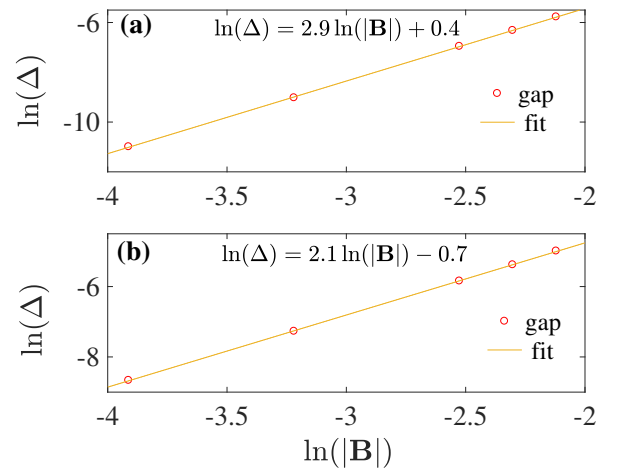 (a)
ln(Δ) = 2.9 ln(|B|) + 0.4
-6
-10
ln(Δ)
gap
fit
-4 -3.5 -3 -2.5 -2
(b)
ln(Δ) = 2.1 ln(|B|) − 0.7
-6
-8
ln(Δ)
gap
fit
-4 -3.5 -3 -2.5 -2
ln(|B|)